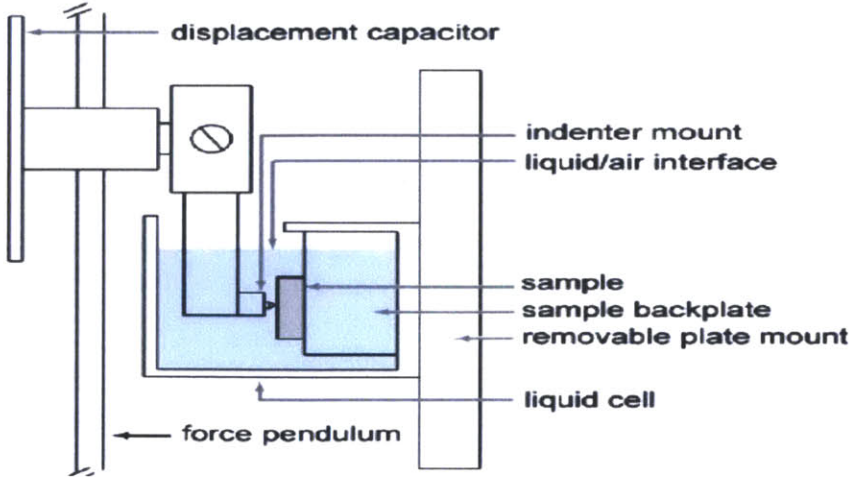 displacement capacitor
indenter mount
liquid/air interface
sample
sample backplate
removable plate mount
liquid cell
force pendulum